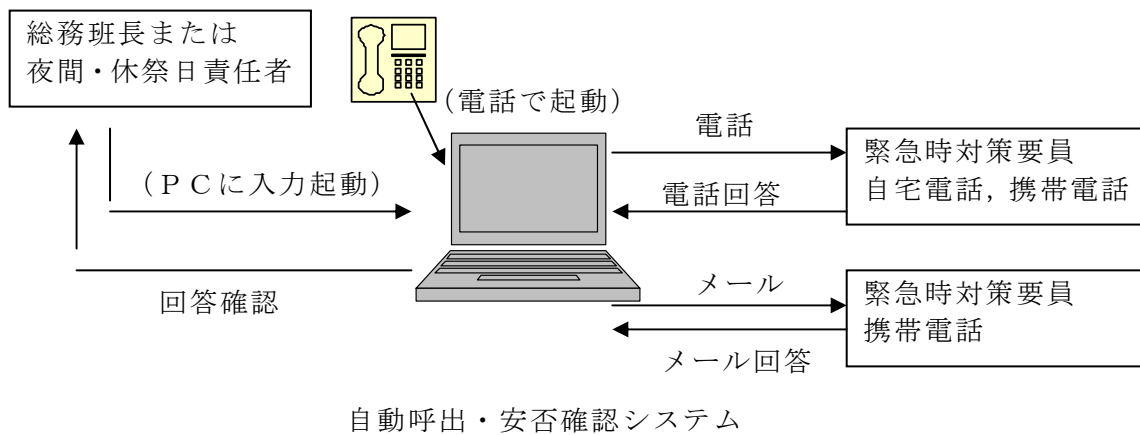 総務班長または
夜間・休祭日責任者
(電話で起動)
電話
緊急時対策要員
自宅電話,携帯電話
(PCに入力起動)
電話回答
回答確認
メール
緊急時対策要員
携帯電話
メール回答
自動呼出・安否確認システム